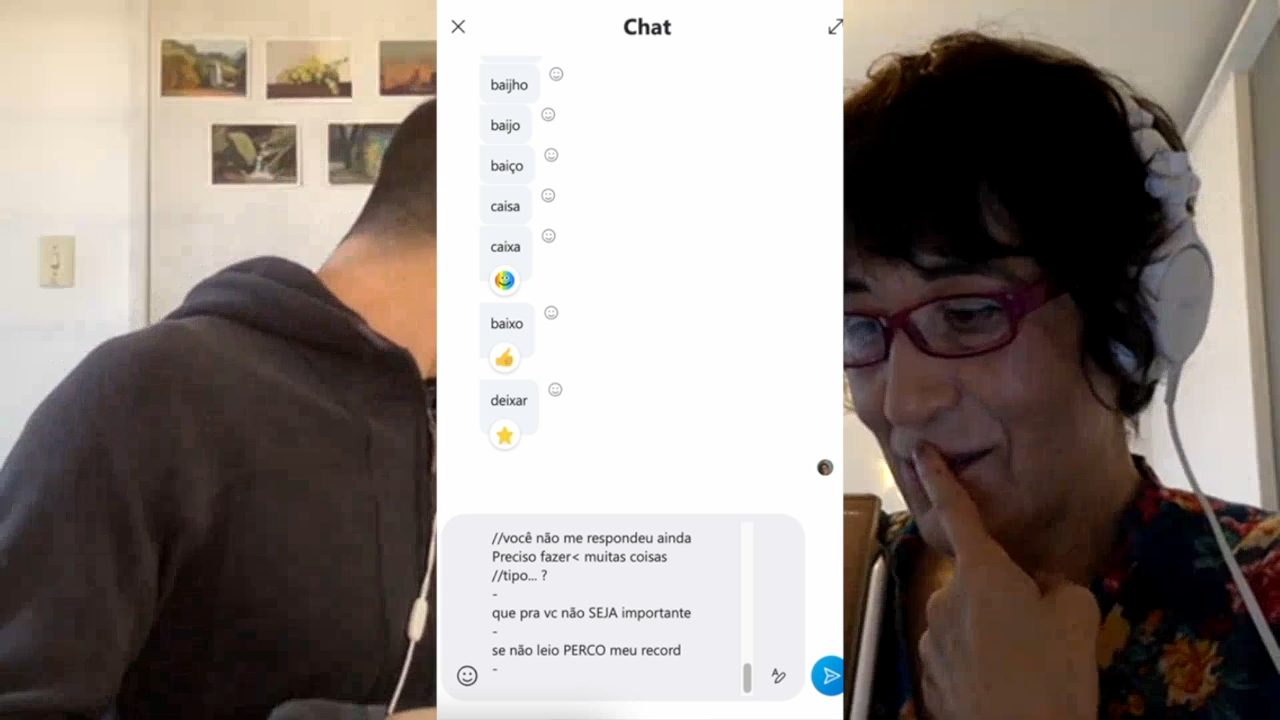 Chat
baijho
baijo
baiço
caisa
caixa
baixo
deixar
//você não me respondeu ainda
Preciso fazer< muitas coisas
//tipo... ?
-
que pra vc não SEJA importante
-
se não leio PERCO meu record
-